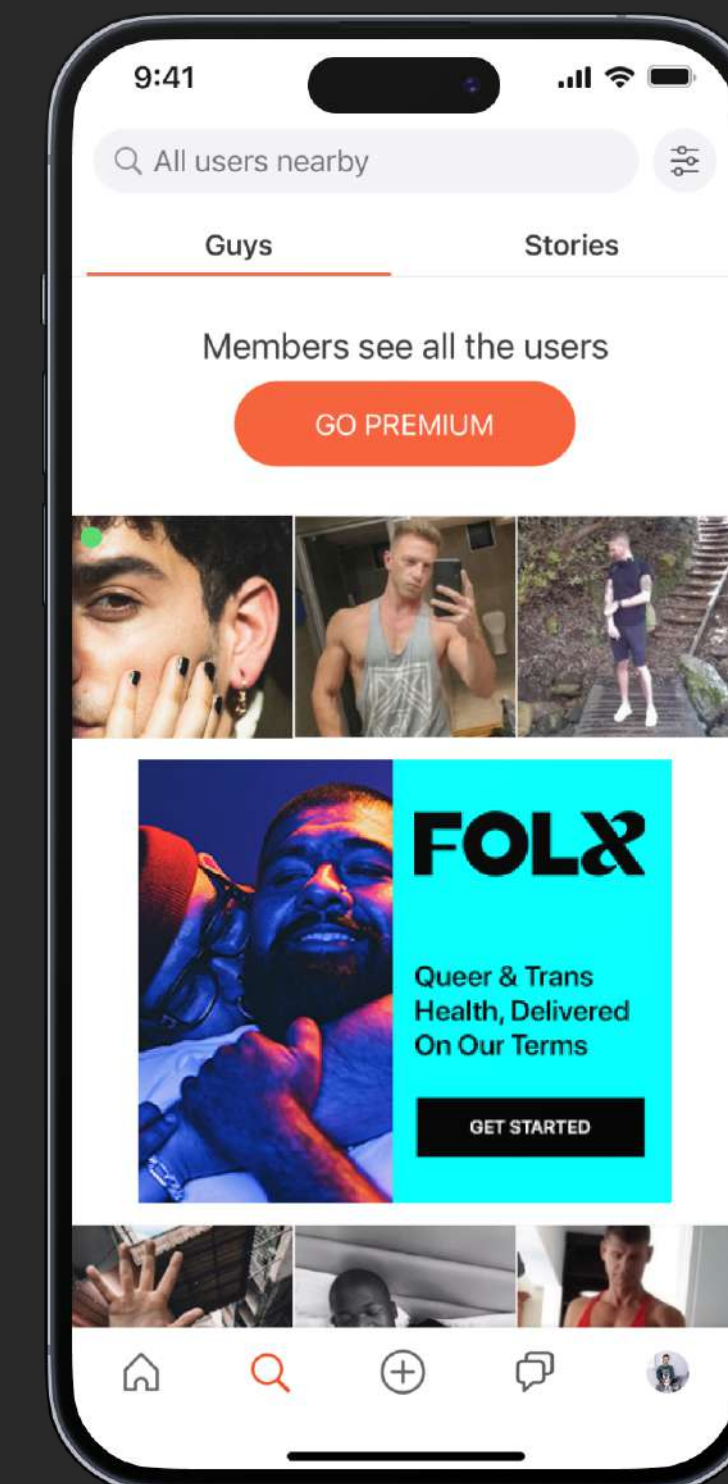 9:41
All users nearby
Guys Stories
Members see all the users
GO PREMIUM
FOLX
Queer & Trans
Health, Delivered
On Our Terms
GET STARTED